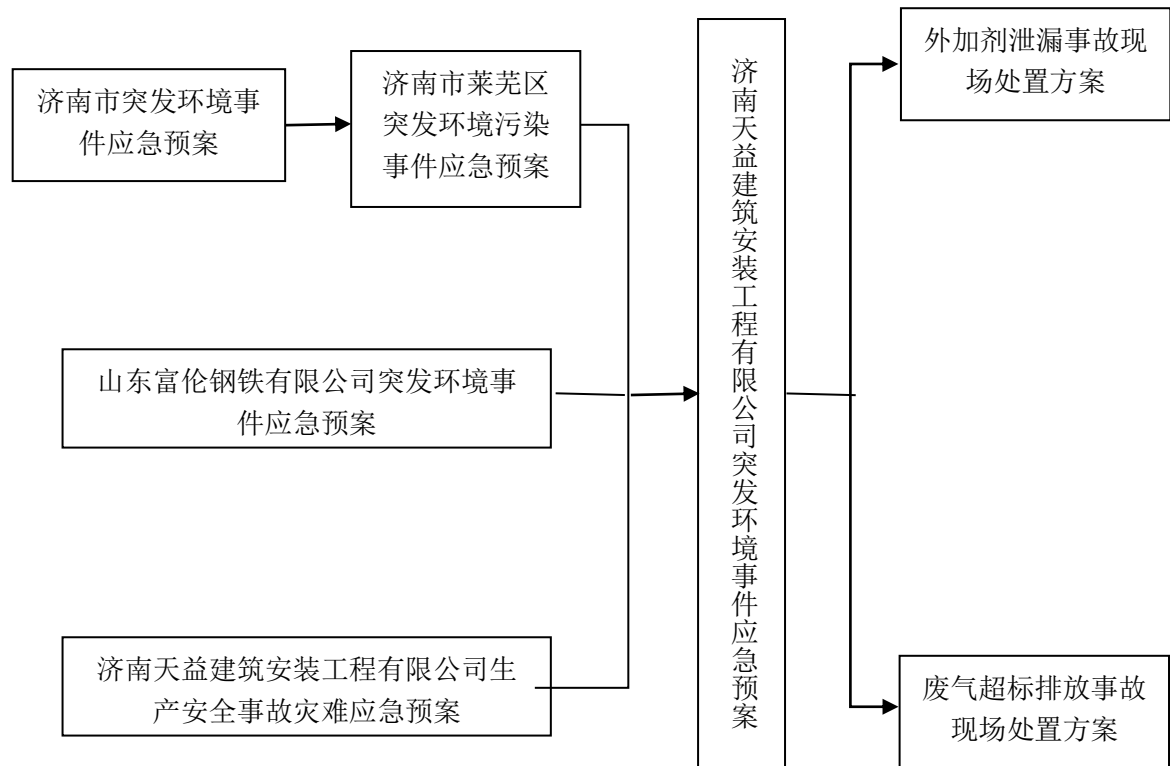 济南市突发环境事
件应急预案
济南市莱芜区
突发环境污染
事件应急预案
山东富伦钢铁有限公司突发环境事
件应急预案
济南天益建筑安装工程有限公司生
产安全事故灾难应急预案
济南天益建筑安装工程有限公司突发环境事件应急预案
外加剂泄漏事故现
场处置方案
废气超标排放事故
现场处置方案